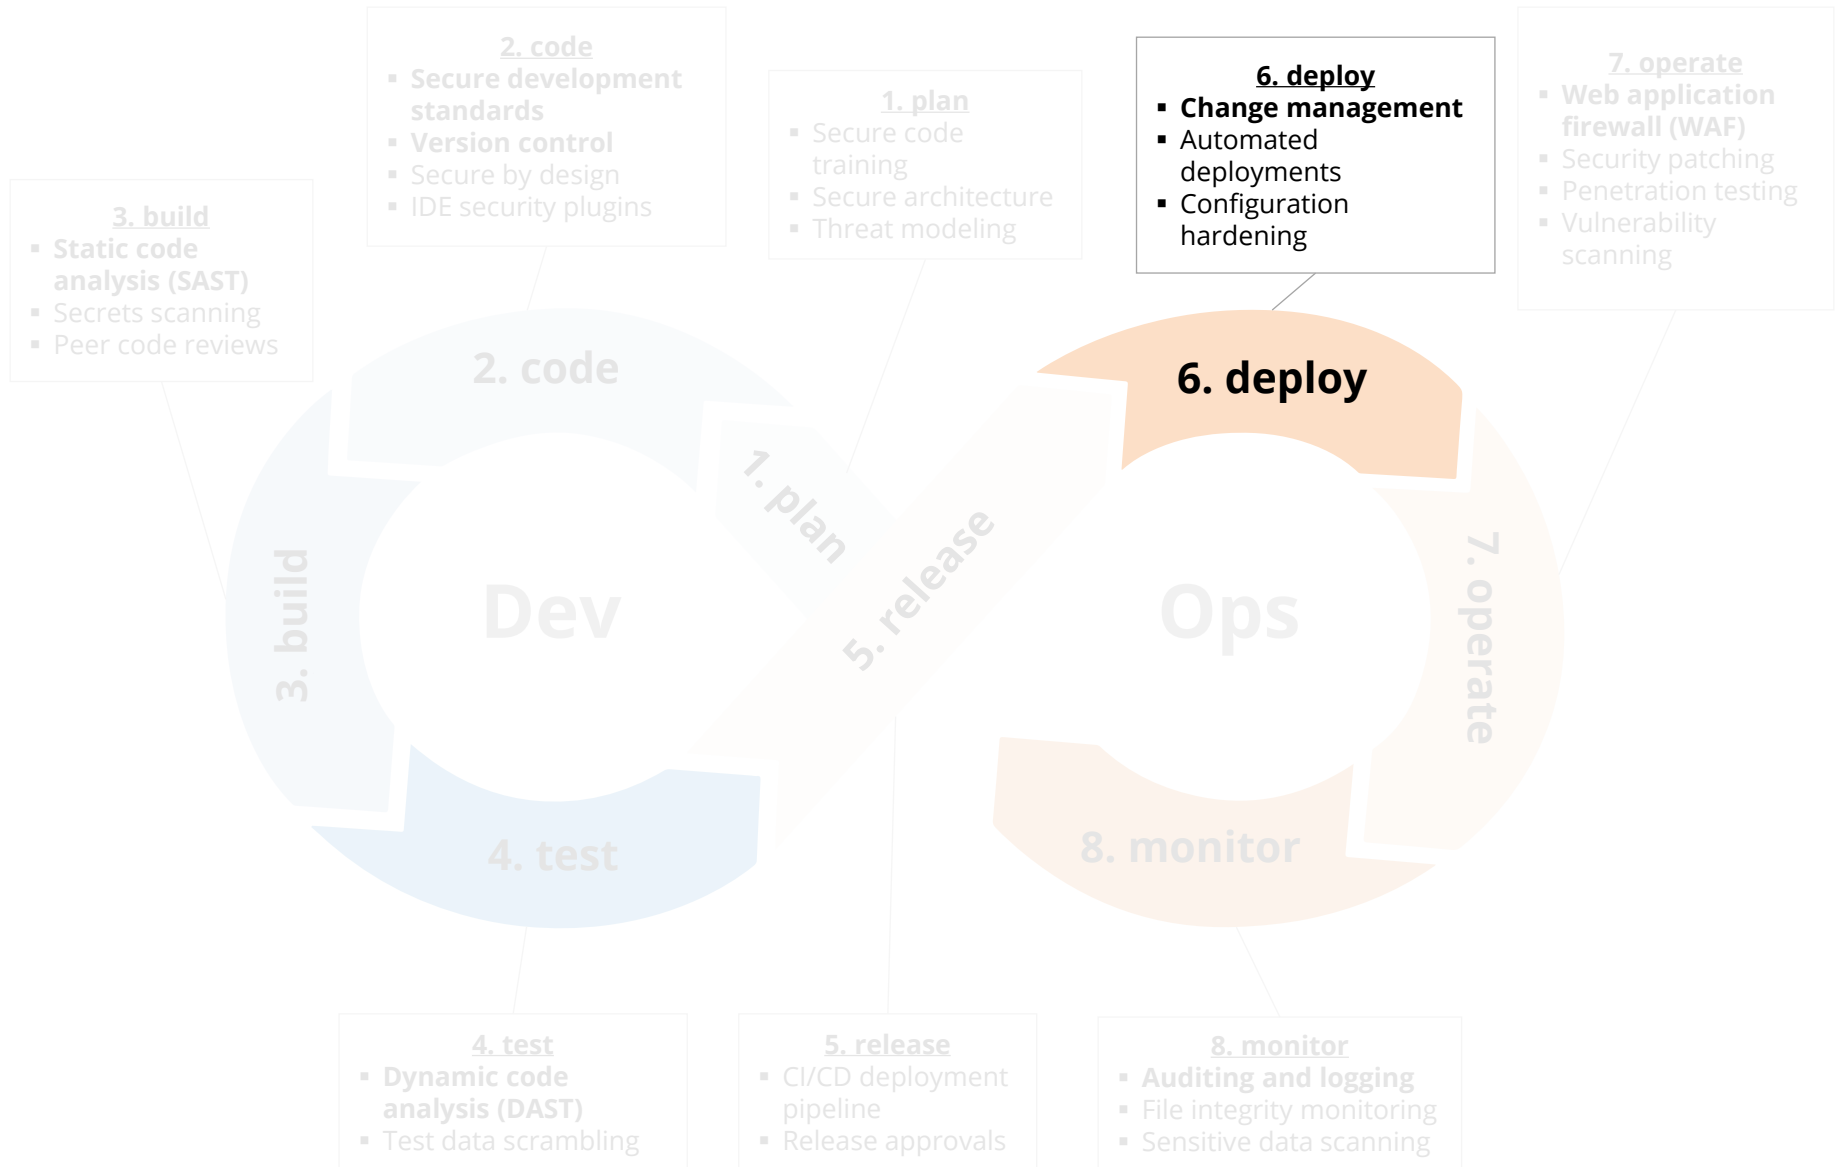 2. code
▪ Secure development
standards
▪ Version control
▪ Secure by design
▪ IDE security plugins
1. plan
▪ Secure code
training
▪ Secure architecture
▪ Threat modeling
6. deploy
▪ Change management
▪ Automated
deployments
▪ Configuration
hardening
7. operate
▪ Web application
firewall (WAF)
▪ Security patching
▪ Penetration testing
▪ Vulnerability
scanning
3. build
▪ Static code
analysis (SAST)
▪ Secrets scanning
▪ Peer code reviews
2. code
6. deploy
1. plan
5. release
3. build
Dev
Ops
7. operate
4. test
8. monitor
4. test
▪ Dynamic code
analysis (DAST)
▪ Test data scrambling
5. release
▪ CI/CD deployment
pipeline
▪ Release approvals
8. monitor
▪ Auditing and logging
▪ File integrity monitoring
▪ Sensitive data scanning